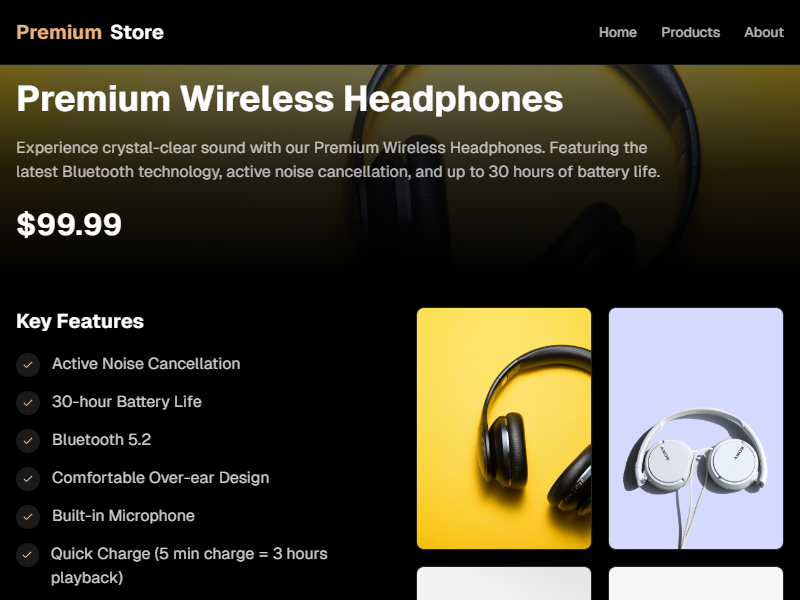 Premium Store
Home
Products
About
Premium Wireless Headphones
Experience crystal-clear sound with our Premium Wireless Headphones. Featuring the
latest Bluetooth technology, active noise cancellation, and up to 30 hours of battery life.
$99.99
Key Features
Active Noise Cancellation
30-hour Battery Life
Bluetooth 5.2
Comfortable Over-ear Design
Built-in Microphone
Quick Charge (5 min charge = 3 hours
playback)
SONY
SONY